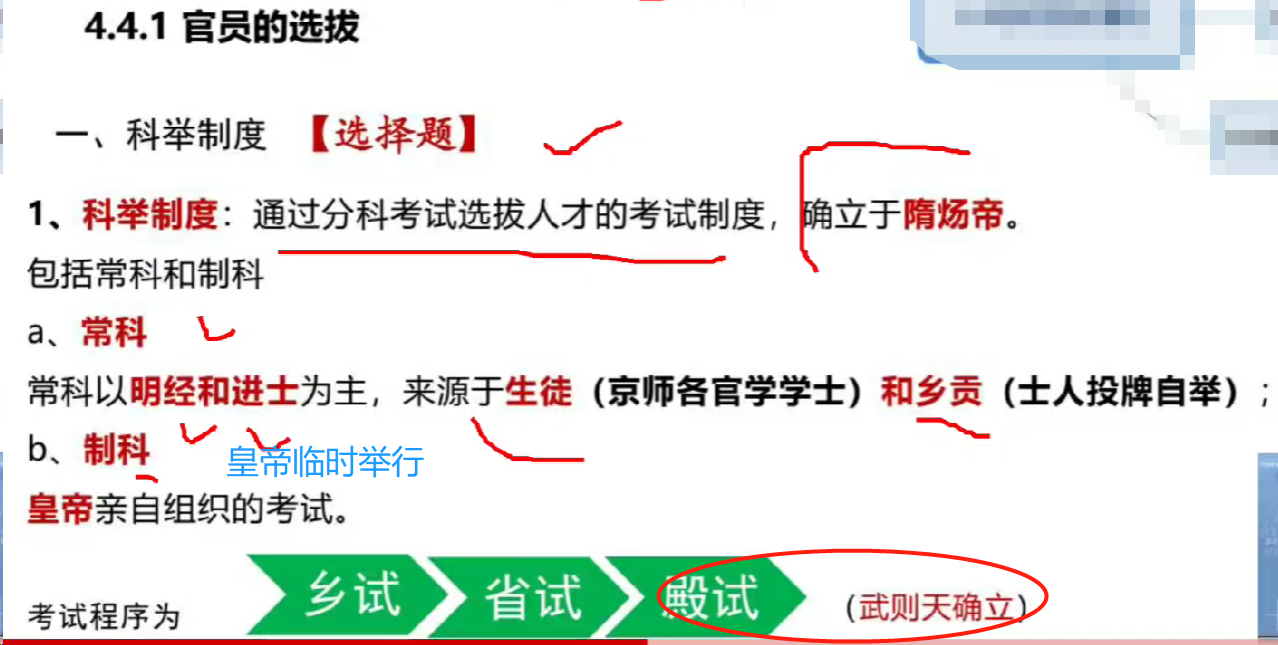 4.4.1 官员的选拔
一、科举制度 【选择题】
1、科举制度：通过分科考试选拔人才的考试制度，确立于隋炀帝。
包括常科和制科
a、常科
常科以明经和进士为主，来源于生徒（京师各官学学士）和乡贡（士人投牌自举）；
b、制科
皇帝临时举行
皇帝亲自组织的考试。
考试程序为 乡试 省试 殿试 （武则天确立）